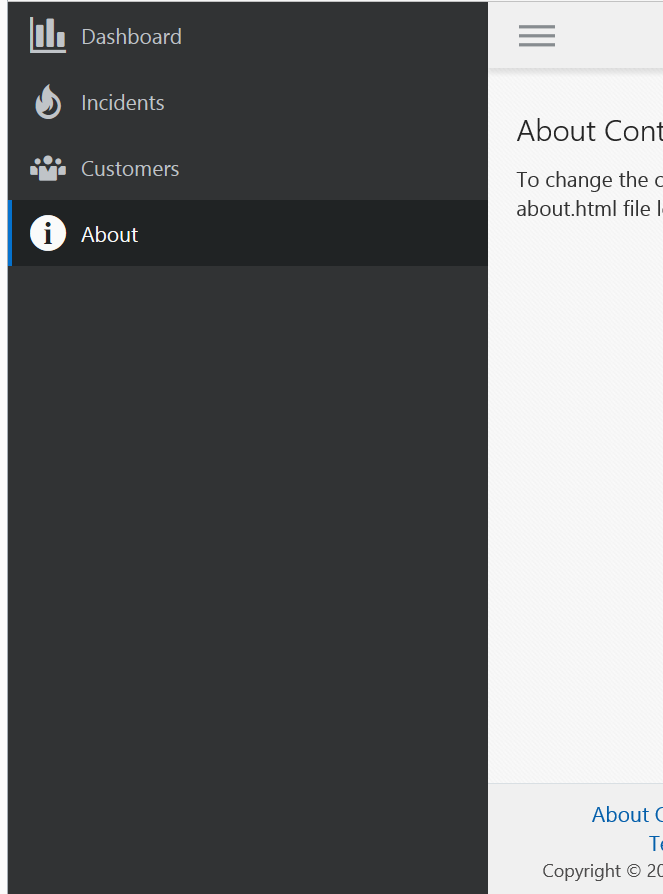 Dashboard
Incidents
Customers
About
About Cont
To change the c
about.html file l
About O
Te
Copyright © 20